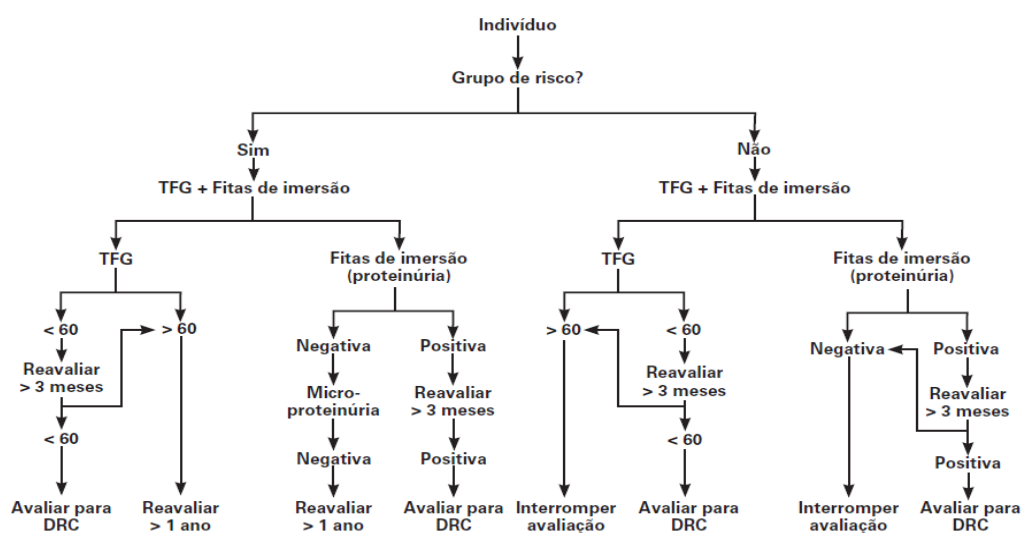 Indivíduo
Grupo de risco?
Sim
Não
TFG + Fitas de imersão
TFG + Fitas de imersão
TFG
Fitas de imersão
(proteinúria)
TFG
Fitas de imersão
(proteinúria)
< 60
> 60
Negativa
Positiva
> 60
< 60
Negativa
Positiva
Reavaliar
> 3 meses
Micro-
proteinúria
Reavaliar
> 3 meses
Reavaliar
> 3 meses
Reavaliar
> 3 meses
< 60
Negativa
Positiva
< 60
Positiva
Avaliar para
DRC
Reavaliar
> 1 ano
Reavaliar
> 1 ano
Avaliar para
DRC
Interromper
avaliação
Avaliar para
DRC
Interromper
avaliação
Avaliar para
DRC